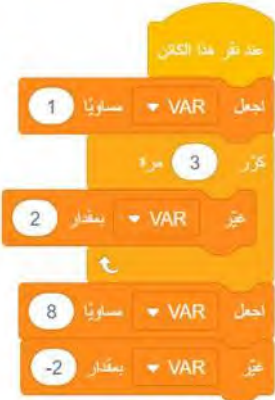 عند نقر هذا الكائن
اجعل VAR مساويًا 1
كرّر 3 مرة
غيّر VAR بمقدار 2
اجعل VAR مساويًا 8
غيّر VAR بمقدار -2